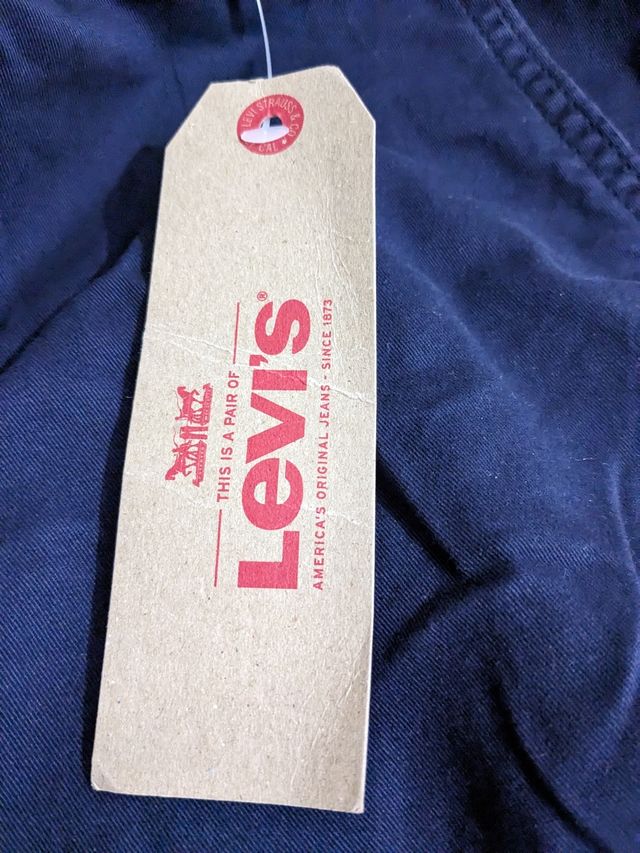 LEVI STRAUSS & CO
CAL
THIS IS A PAIR OF
Levi's®
AMERICA'S ORIGINAL JEANS - SINCE 1873